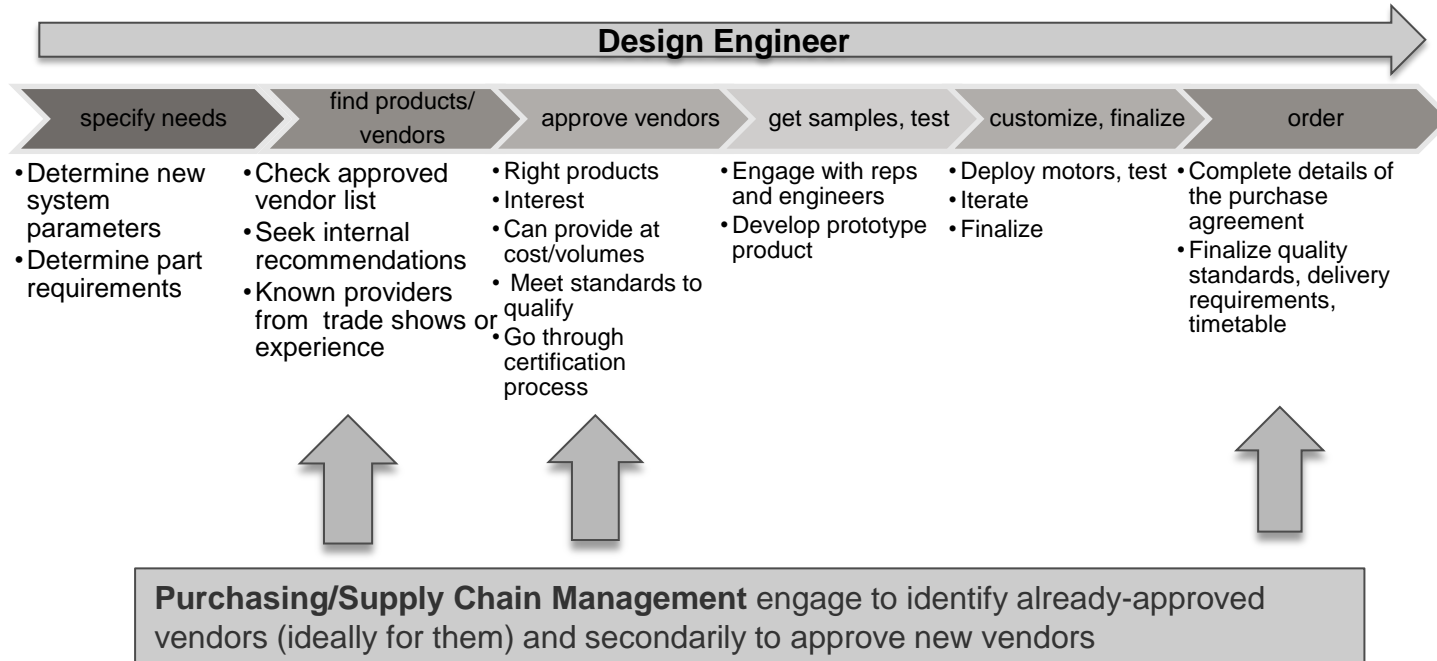 Design Engineer
specify needs
find products/
vendors
approve vendors
get samples, test
customize, finalize
order
•Determine new
system
parameters
•Determine part
requirements
•Check approved
vendor list
•Seek internal
recommendations
•Known providers
from trade shows or
experience
•Right products
•Interest
•Can provide at
cost/volumes
• Meet standards to
qualify
•Go through
certification
process
•Engage with reps
and engineers
•Develop prototype
product
•Deploy motors, test
•Iterate
•Finalize
•Complete details of
the purchase
agreement
•Finalize quality
standards, delivery
requirements,
timetable
Purchasing/Supply Chain Management engage to identify already-approved
vendors (ideally for them) and secondarily to approve new vendors